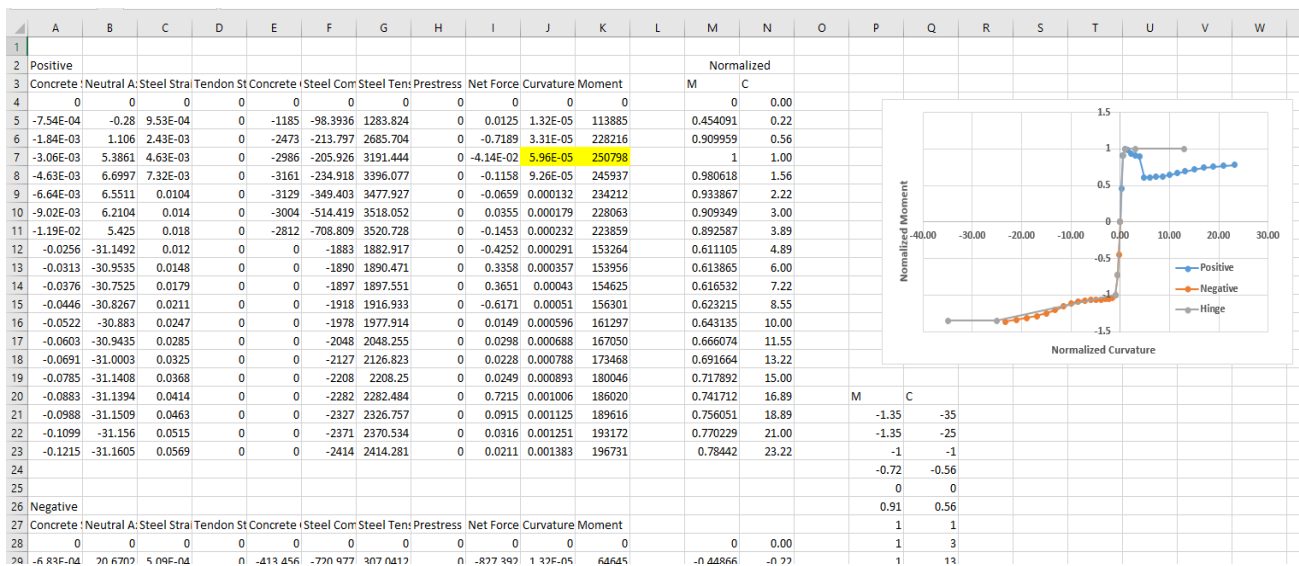 A B C D E F G H I J K L M N O P Q R S T U V W
1
2 Positive Normalized
3 Concrete Neutral A Steel Strai Tendon St Concrete Steel Com Steel Tens Prestress Net Force Curvature Moment M C
4 0 0 0 0 0 0 0 0 0 0 0 0 0.00
5 -7.54E-04 -0.28 9.53E-04 0 -1185 -98.3936 1283.824 0 0.0125 1.32E-05 113885 0.454091 0.22
6 -1.84E-03 1.106 2.43E-03 0 -2473 -213.797 2685.704 0 -0.7189 3.31E-05 228216 0.909959 0.56
7 -3.06E-03 5.3861 4.63E-03 0 -2986 -205.926 3191.444 0 -4.14E-02 5.96E-05 250798 1 1.00
8 -4.63E-03 6.6997 7.32E-03 0 -3161 -234.918 3396.077 0 -0.1158 9.26E-05 245937 0.980618 1.56
9 -6.64E-03 6.5511 0.0104 0 -3129 -349.403 3477.927 0 -0.0659 0.000132 234212 0.933867 2.22
10 -9.02E-03 6.2104 0.014 0 -3004 -514.419 3518.052 0 0.0355 0.000179 228063 0.909349 3.00
11 -1.19E-02 5.425 0.018 0 -2812 -708.809 3520.728 0 -0.1453 0.000232 223859 0.892587 3.89
12 -0.0256 -31.1492 0.012 0 0 -1883 1882.917 0 -0.4252 0.000291 153264 0.611105 4.89
13 -0.0313 -30.9535 0.0148 0 0 -1890 1890.471 0 0.3358 0.000357 153956 0.613865 6.00
14 -0.0376 -30.7525 0.0179 0 0 -1897 1897.551 0 0.3651 0.00043 154625 0.616532 7.22
15 -0.0446 -30.8267 0.0211 0 0 -1918 1916.933 0 -0.6171 0.00051 156301 0.623215 8.55
16 -0.0522 -30.883 0.0247 0 0 -1978 1977.914 0 0.0149 0.000596 161297 0.643135 10.00
17 -0.0603 -30.9435 0.0285 0 0 -2048 2048.255 0 0.0298 0.000688 167050 0.666074 11.55
18 -0.0691 -31.0003 0.0325 0 0 -2127 2126.823 0 0.0228 0.000788 173468 0.691664 13.22
19 -0.0785 -31.1408 0.0368 0 0 -2208 2208.25 0 0.0249 0.000893 180046 0.717892 15.00
20 -0.0883 -31.1394 0.0414 0 0 -2282 2282.484 0 0.7215 0.001006 186020 0.741712 16.89 M C
21 -0.0988 -31.1509 0.0463 0 0 -2327 2326.757 0 0.0915 0.001125 189616 0.756051 18.89 -1.35 -35
22 -0.1099 -31.156 0.0515 0 0 -2371 2370.534 0 0.0316 0.001251 193172 0.770229 21.00 -1.35 -25
23 -0.1215 -31.1605 0.0569 0 0 -2414 2414.281 0 0.0211 0.001383 196731 0.78442 23.22 -1 -1
24 -0.72 -0.56
25 0 0
26 Negative 0.91 0.56
27 Concrete Neutral A Steel Strai Tendon St Concrete Steel Com Steel Tens Prestress Net Force Curvature Moment 1 1
28 0 0 0 0 0 0 0 0 0 0 0 0 0.00 1 3
29 -6.83E-04 20.6702 5.09E-04 0 -413.456 -720.977 307.0412 0 -827.392 1.32E-05 64645 -0.44866 -0.22 1 13
1.5
1
0.5
0
-40.00 -30.00 -20.00 -10.00 0.00 10.00 20.00 30.00
-0.5
-1
-1.5
Nomalized Moment
Normalized Curvature
Positive
Negative
Hinge